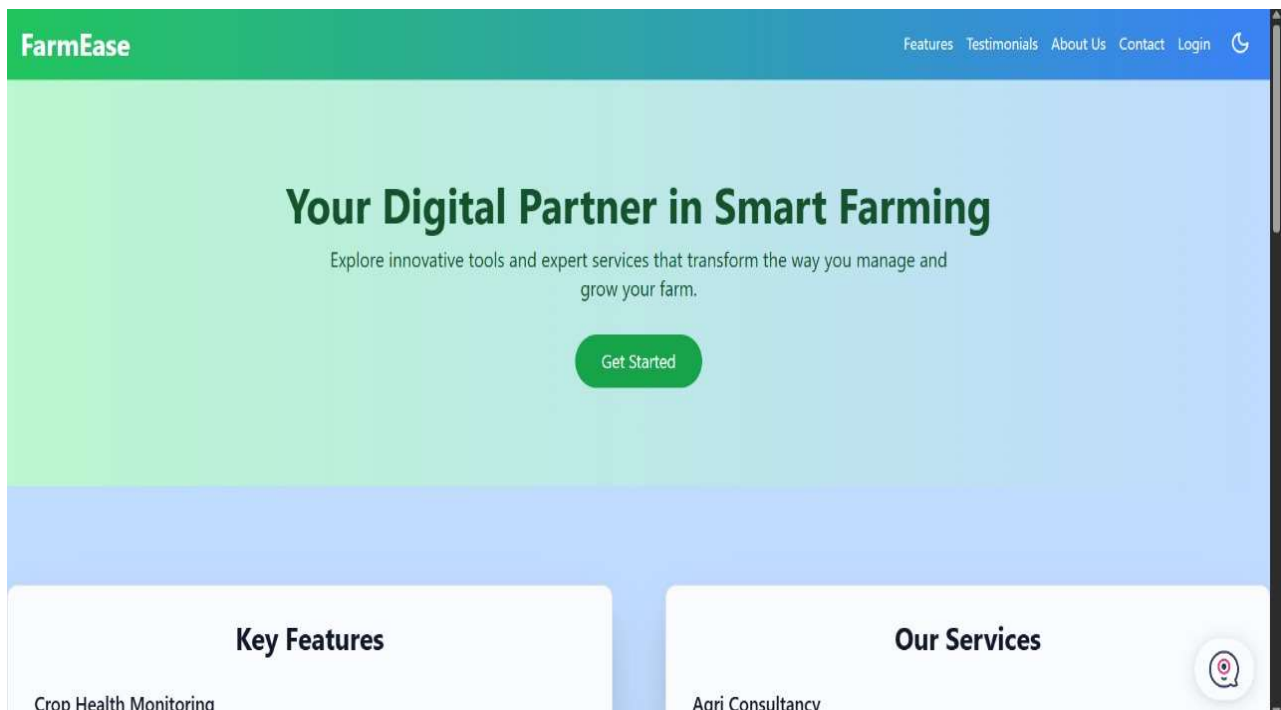 FarmEase
Features Testimonials About Us Contact Login
Your Digital Partner in Smart Farming
Explore innovative tools and expert services that transform the way you manage and
grow your farm.
Get Started
Key Features
Our Services
Crop Health Monitoring
Agri Consultancy